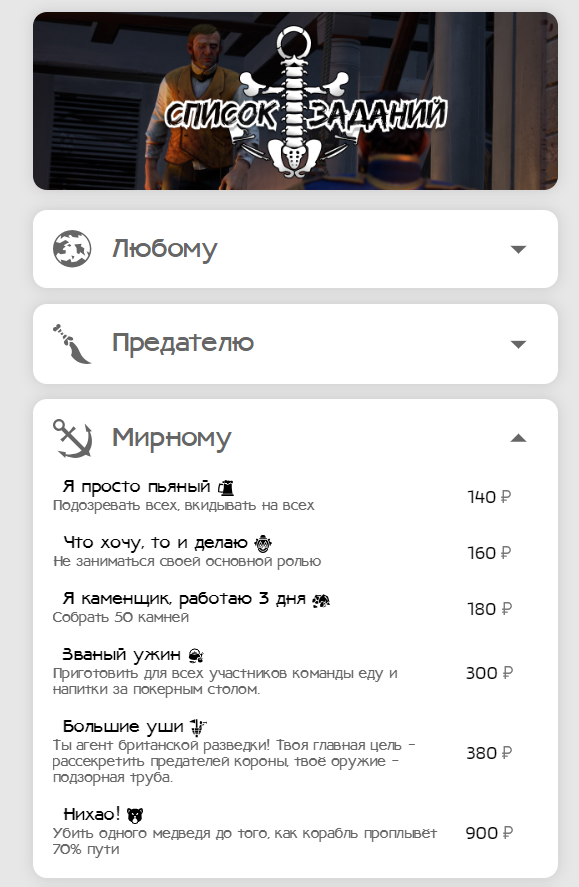 СПИСОК ЗАДАНИЙ
Любому
Предателю
Мирному
Я просто пьяный
Подозревать всех, вкидывать на всех
140 ₽
Что хочу, то и делаю
Не заниматься своей основной ролью
160 ₽
Я каменщик, работаю 3 дня
Собрать 50 камней
180 ₽
Званый ужин
Приготовить для всех участников команды еду и
напитки за покерным столом.
300 ₽
Большие уши
Ты агент британской разведки! Твоя главная цель –
рассекретить предателей короны, твоё оружие –
подзорная труба.
380 ₽
Нихао!
Убить одного медведя до того, как корабль проплывёт
70% пути
900 ₽